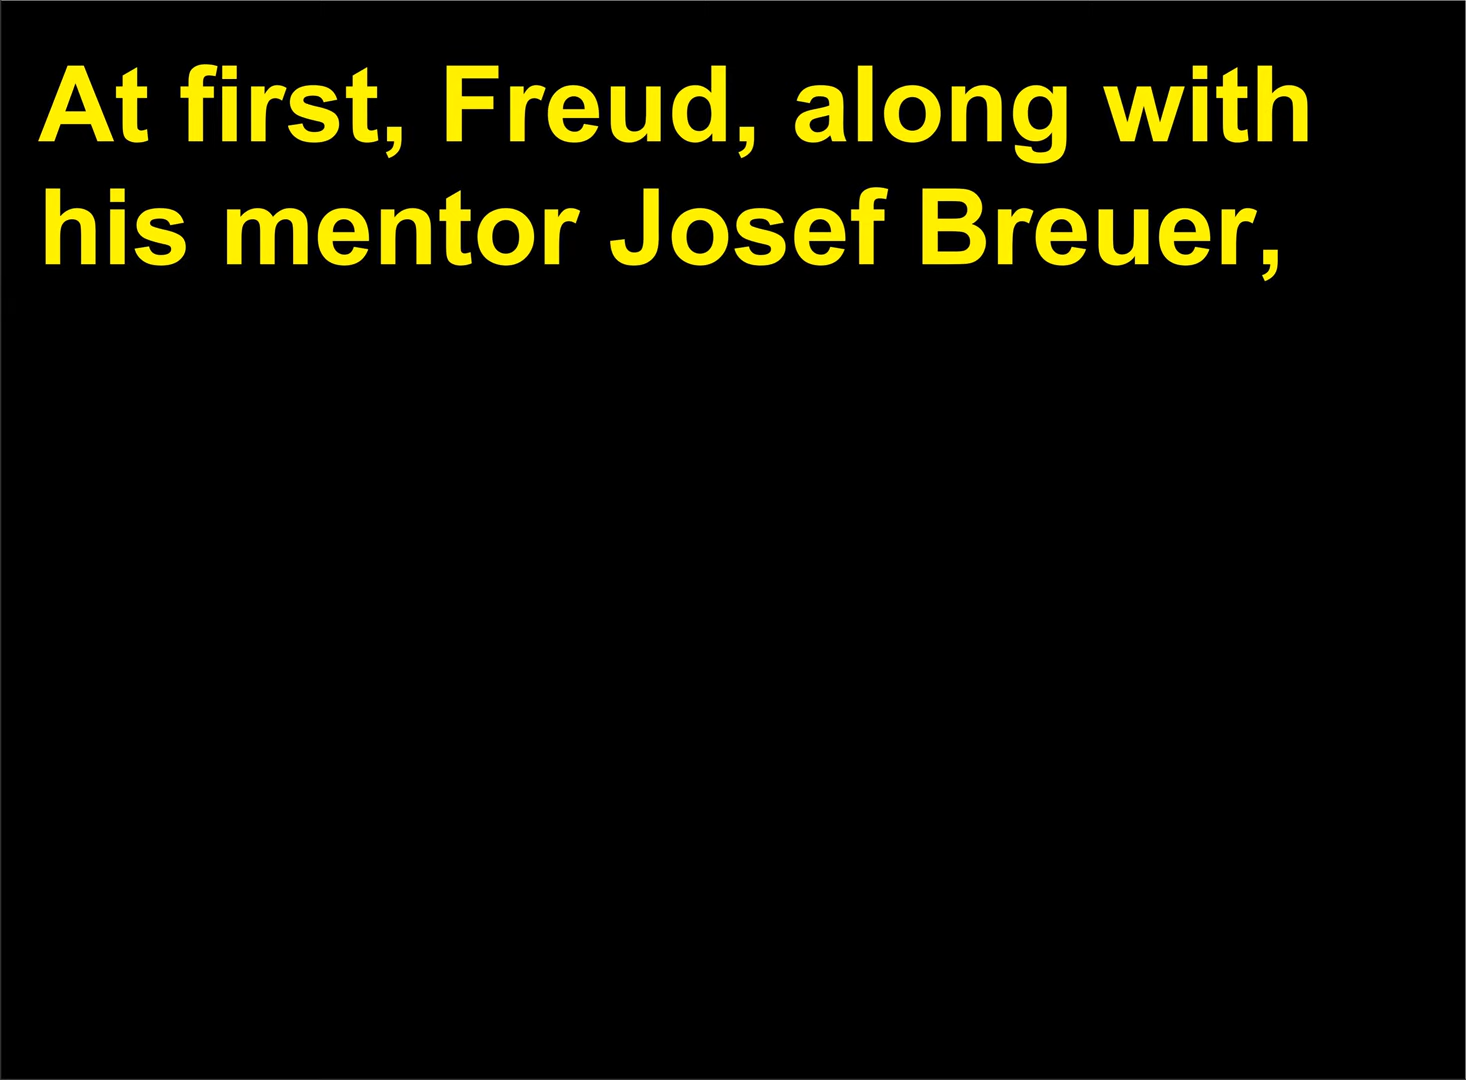 At first, Freud, along with
his mentor Josef Breuer,